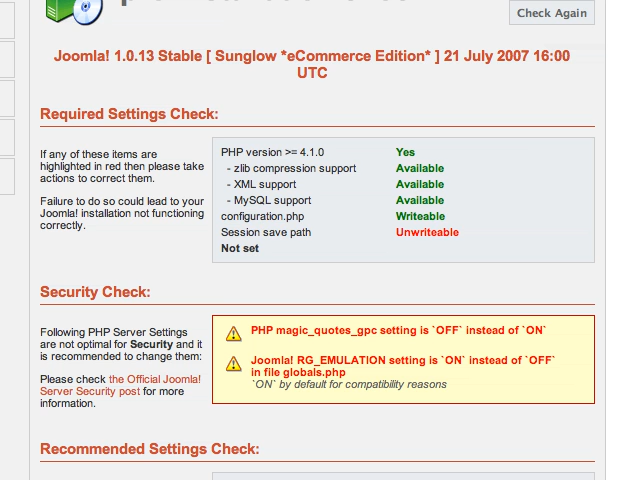 Check Again
Joomla! 1.0.13 Stable [ Sunglow *eCommerce Edition* ] 21 July 2007 16:00
UTC
Required Settings Check:
If any of these items are
highlighted in red then please take
actions to correct them.
Failure to do so could lead to your
Joomla! installation not functioning
correctly.
PHP version >= 4.1.0 Yes
- zlib compression support Available
- XML support Available
- MySQL support Available
configuration.php Writeable
Session save path Unwriteable
Not set
Security Check:
Following PHP Server Settings
are not optimal for Security and it
is recommended to change them:
Please check the Official Joomla!
Server Security post for more
information.
PHP magic_quotes_gpc setting is `OFF` instead of `ON`
Joomla! RG_EMULATION setting is `ON` instead of `OFF`
in file globals.php
`ON` by default for compatibility reasons
Recommended Settings Check: